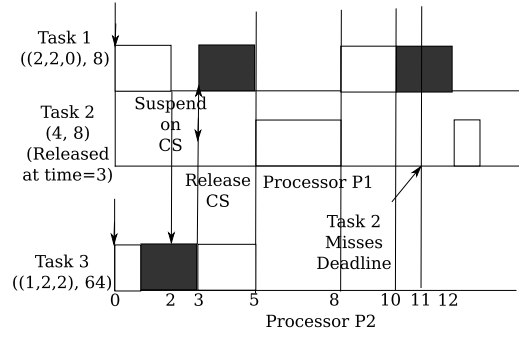 Task 1
((2,2,0), 8)
Suspend
on
CS
Task 2
(4, 8)
(Released
at time=3)
Release
CS
Processor P1
Task 2
Misses
Deadline
Task 3
((1,2,2), 64)
0 2 3 5 8 10 11 12
Processor P2